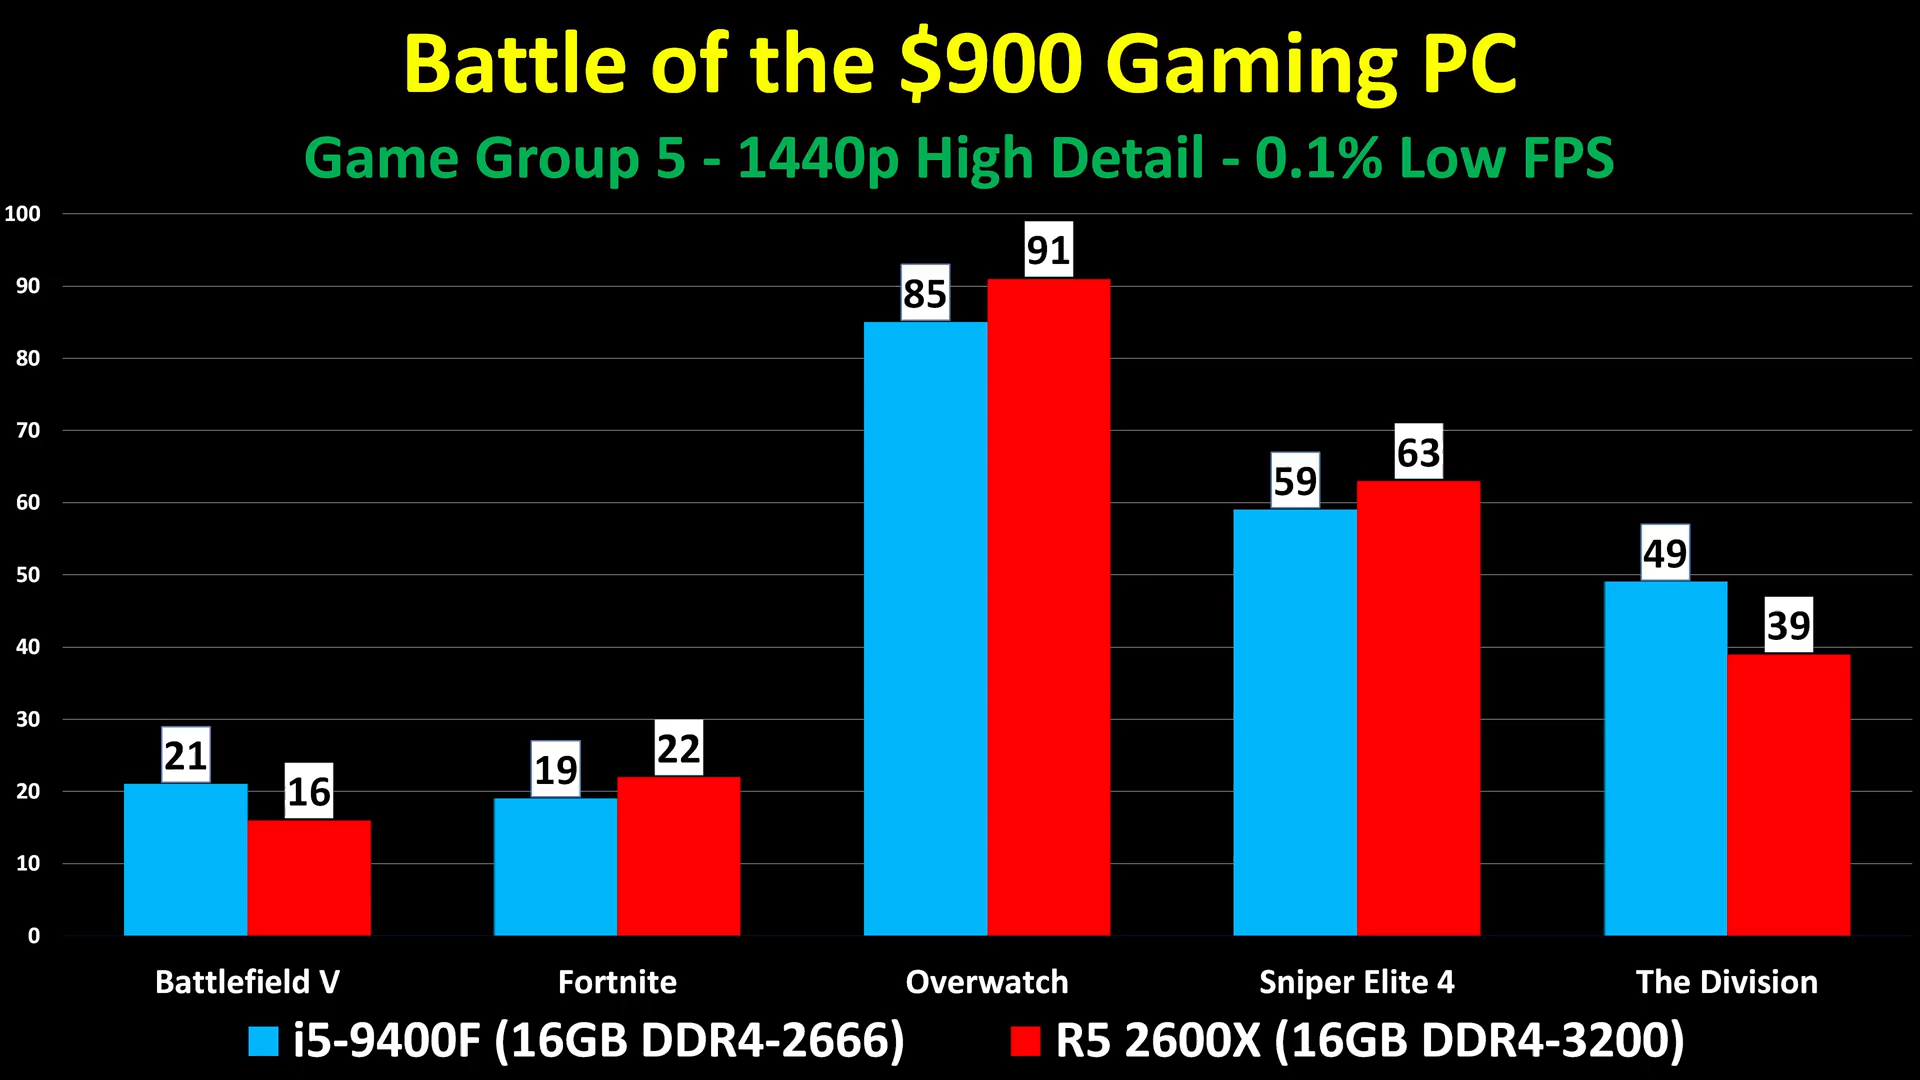 Battle of the $900 Gaming PC
Game Group 5 - 1440p High Detail - 0.1% Low FPS
100
90
80
70
60
50
40
30
20
10
0
21
16
19
22
85
91
59
63
49
39
Battlefield V
Fortnite
Overwatch
Sniper Elite 4
The Division
i5-9400F (16GB DDR4-2666)
R5 2600X (16GB DDR4-3200)